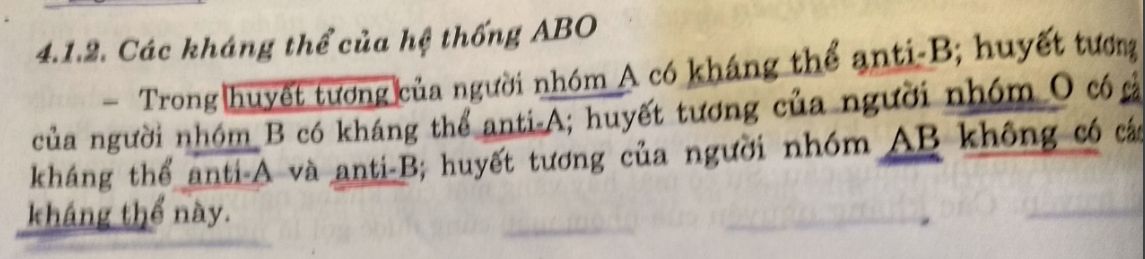 4.1.2. Các kháng thể của hệ thống ABO
- Trong huyết tương của người nhóm A có kháng thể anti-B; huyết tương
của người nhóm B có kháng thể anti-A; huyết tương của người nhóm O có cả
kháng thể anti-A và anti-B; huyết tương của người nhóm AB không có các
kháng thể này.